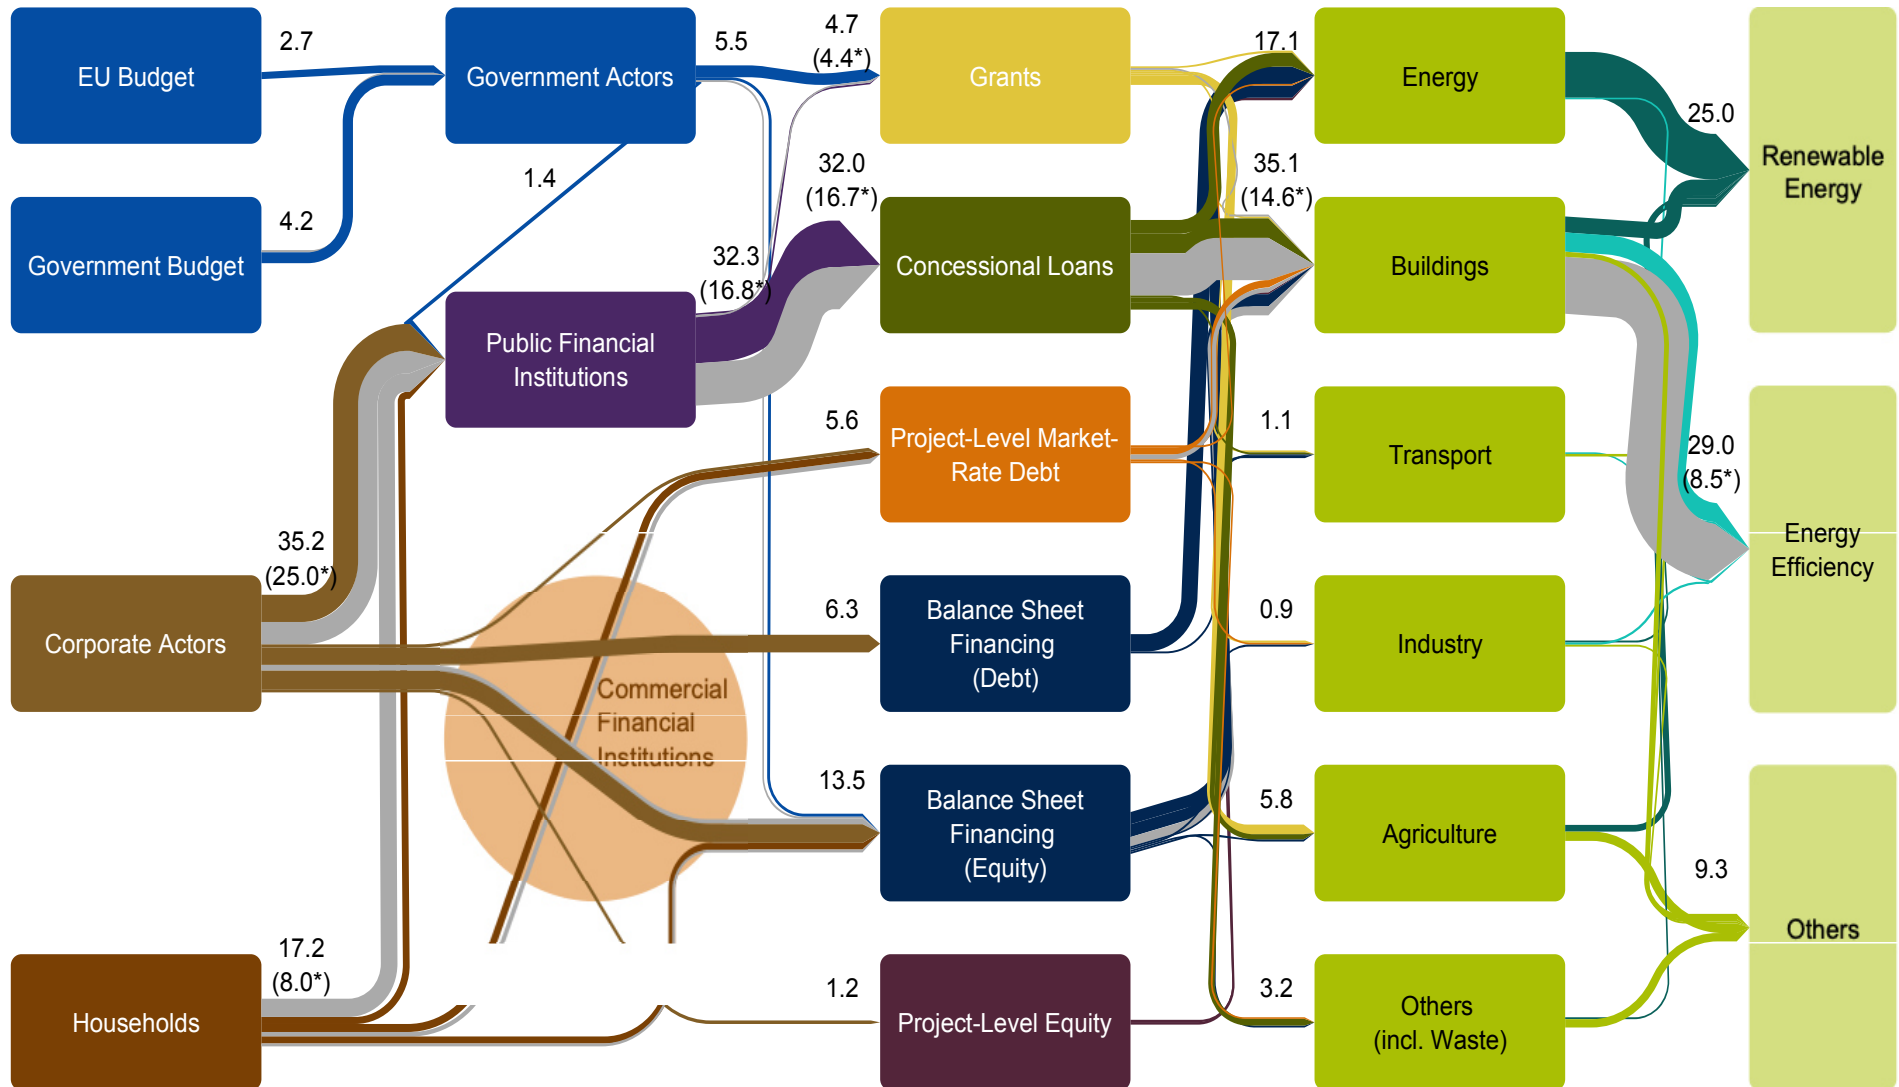 EU Budget
2.7
Government Budget
4.2
Corporate Actors
35.2
(25.0*)
Households
17.2
(8.0*)
Government Actors
5.5
1.4
Public Financial
Institutions
32.3
(16.8*)
Commercial
Financial
Institutions
4.7
(4.4*)
Grants
32.0
(16.7*)
Concessional Loans
5.6
Project-Level Market-
Rate Debt
6.3
Balance Sheet
Financing
(Debt)
13.5
Balance Sheet
Financing
(Equity)
1.2
Project-Level Equity
17.1
Energy
35.1
(14.6*)
Buildings
1.1
Transport
0.9
Industry
5.8
Agriculture
3.2
Others
(incl. Waste)
25.0
Renewable
Energy
29.0
(8.5*)
Energy
Efficiency
9.3
Others